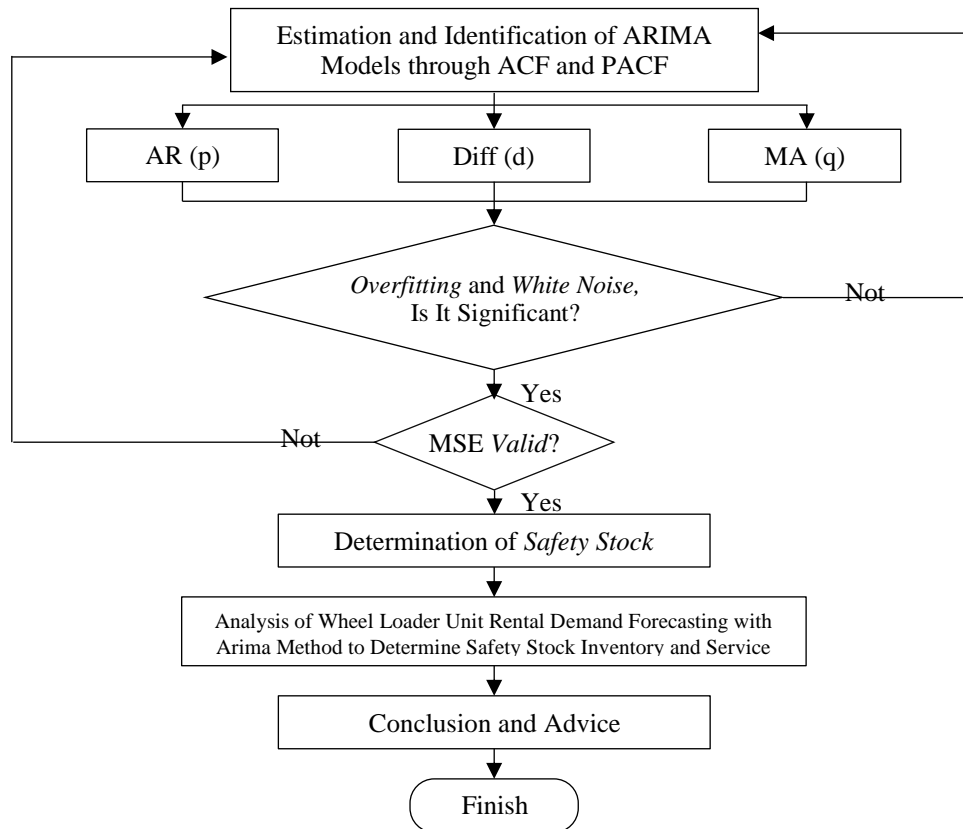 Estimation and Identification of ARIMA
Models through ACF and PACF
AR (p)
Diff (d)
MA (q)
Overfitting and White Noise,
Is It Significant?
Not
Yes
Not
MSE Valid?
Yes
Determination of Safety Stock
Analysis of Wheel Loader Unit Rental Demand Forecasting with
Arima Method to Determine Safety Stock Inventory and Service
Conclusion and Advice
Finish